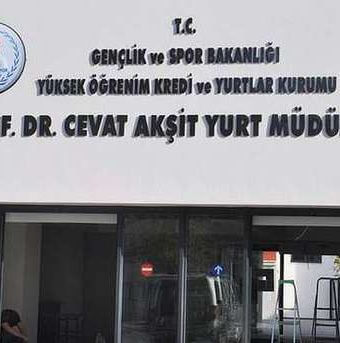 T.C.
GENÇLİK ve SPOR BAKANLIĞI
YÜKSEK ÖĞRENİM KREDİ ve YURTLAR KURUMU
F. DR. CEVAT AKŞİT YURT MÜDÜ